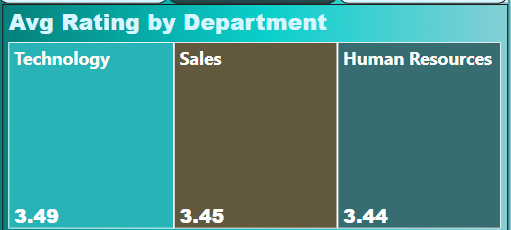 Avg Rating by Department
Technology
Sales
Human Resources
3.49
3.45
3.44